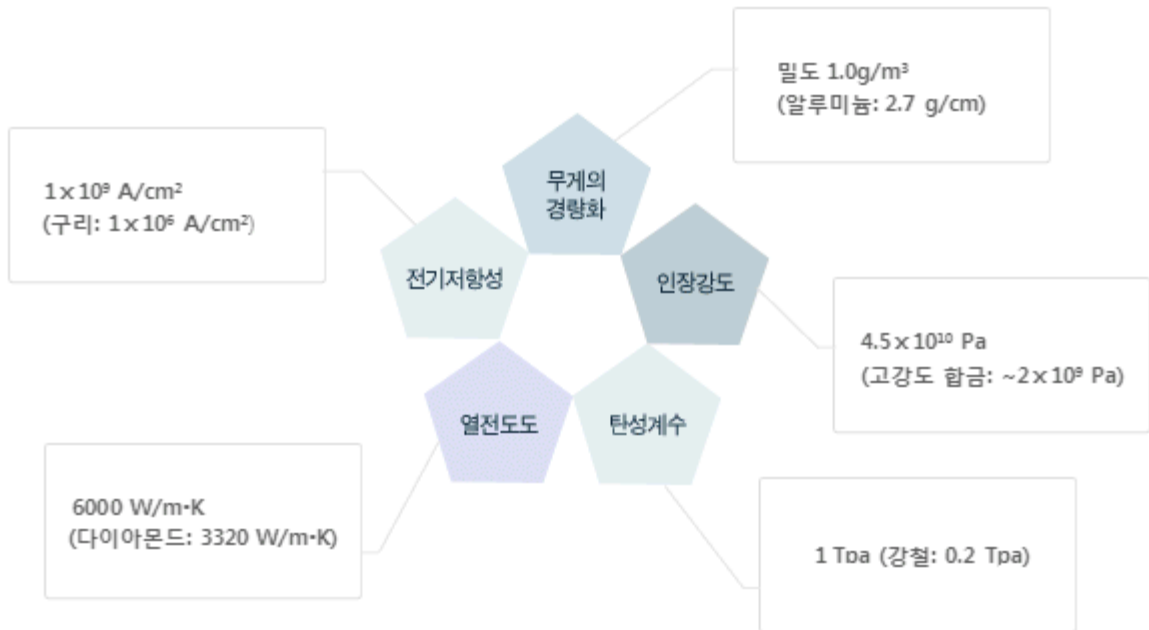 밀도 1.0g/m³
(알루미늄: 2.7 g/cm)
1×10⁹ A/cm²
(구리: 1×10⁶ A/cm²)
무게의
경량화
전기저항성
인장강도
4.5×10¹⁰ Pa
(고강도 합금: ~2×10⁹ Pa)
열전도도
탄성계수
6000 W/m·K
(다이아몬드: 3320 W/m·K)
1 Tpa (강철: 0.2 Tpa)